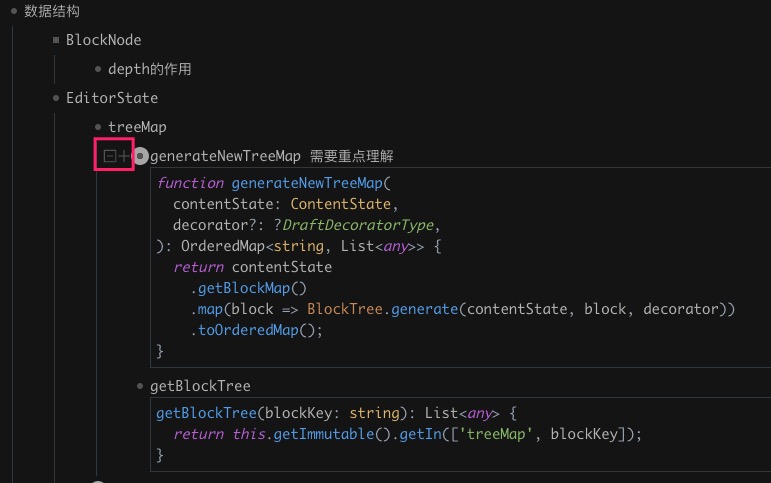 数据结构
BlockNode
depth的作用
EditorState
treeMap
generateNewTreeMap 需要重点理解
function generateNewTreeMap(
  contentState: ContentState,
  decorator?: ?DraftDecoratorType,
): OrderedMap<string, List<any>> {
  return contentState
    .getBlockMap()
    .map(block => BlockTree.generate(contentState, block, decorator))
    .toOrderedMap();
}
getBlockTree
getBlockTree(blockKey: string): List<any> {
  return this.getImmutable().getIn(['treeMap', blockKey]);
}